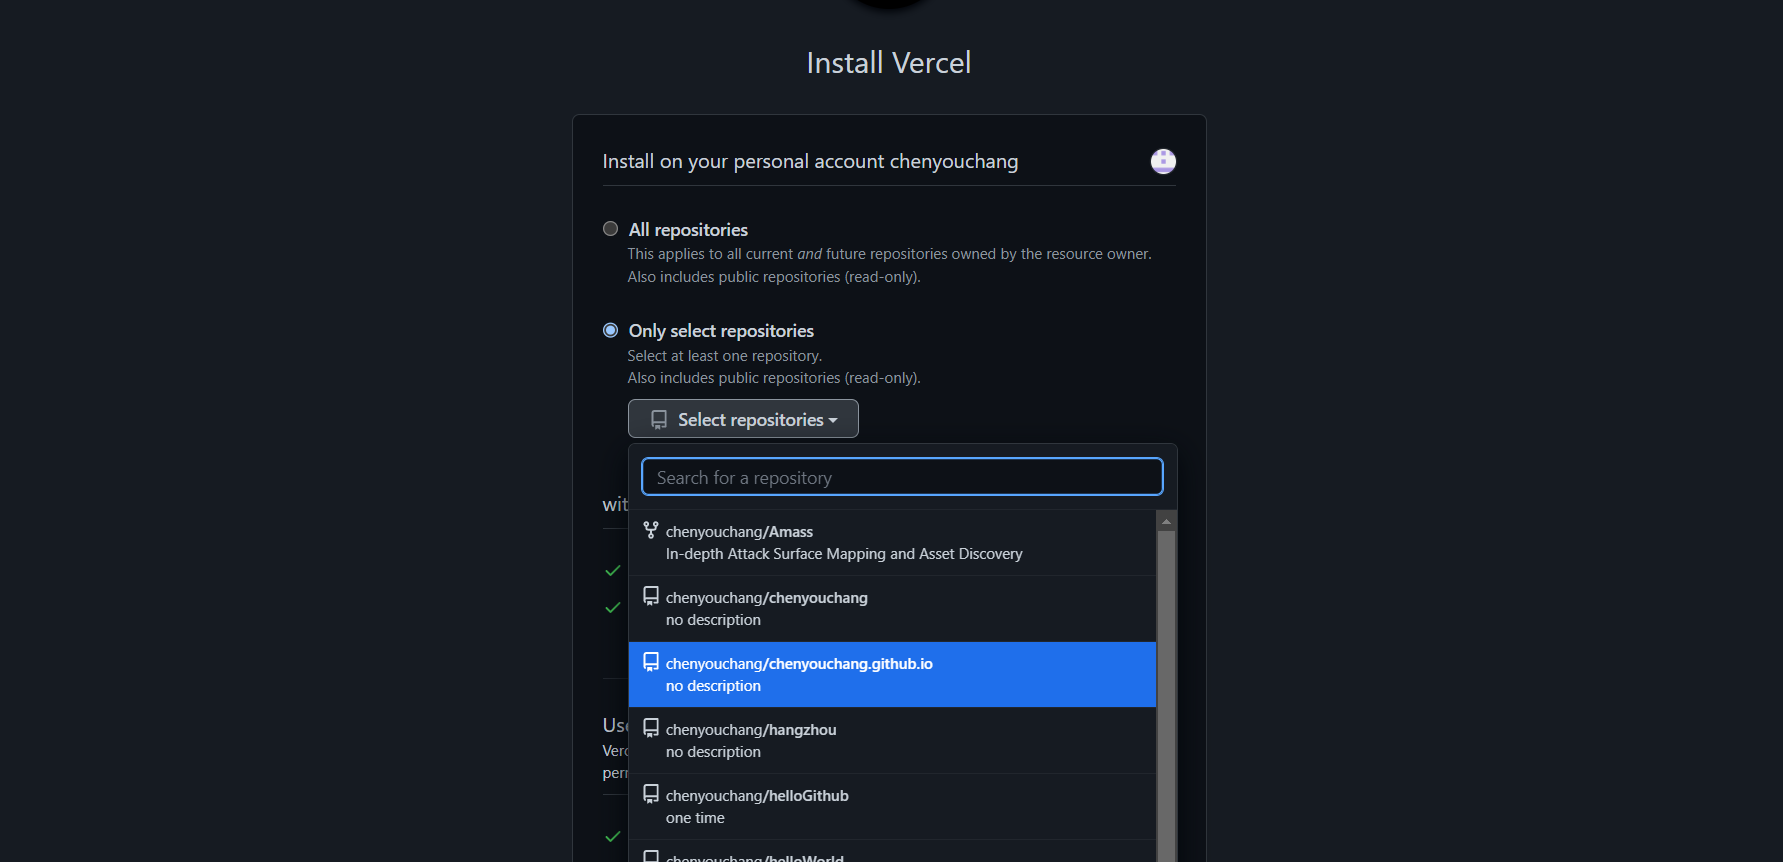 Install Vercel
Install on your personal account chenyouchang
All repositories
This applies to all current and future repositories owned by the resource owner.
Also includes public repositories (read-only).
Only select repositories
Select at least one repository.
Also includes public repositories (read-only).
Select repositories
Search for a repository
wit
chenyouchang/Amass
In-depth Attack Surface Mapping and Asset Discovery
chenyouchang/chenyouchang
no description
chenyouchang/chenyouchang.github.io
no description
Use
chenyouchang/hangzhou
Verc
no description
perr
chenyouchang/helloGithub
one time
chenyouchang/helloWorld